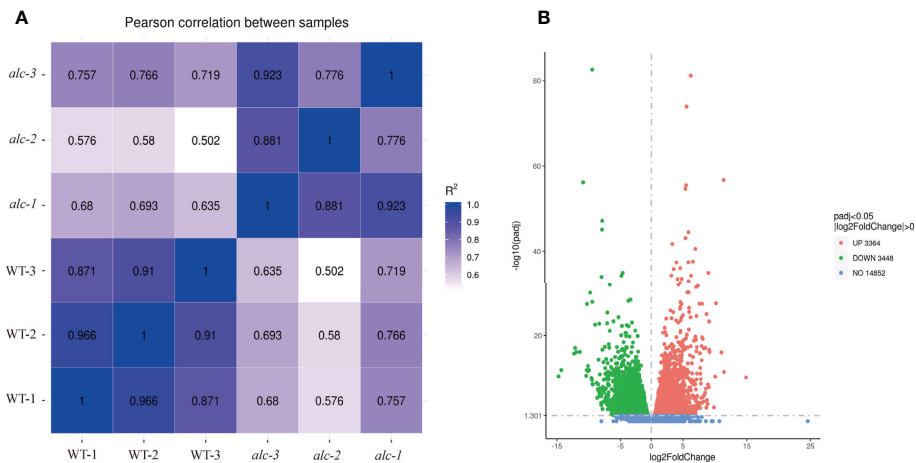 A
Pearson correlation between samples
alc-3 0.757 0.766 0.719 0.923 0.776 1
alc-2 0.576 0.58 0.502 0.881 1 0.776
alc-1 0.68 0.693 0.635 1 0.881 0.923
WT-3 0.871 0.91 1 0.635 0.502 0.719
WT-2 0.966 1 0.91 0.693 0.58 0.766
WT-1 1 0.966 0.871 0.68 0.576 0.757
WT-1 WT-2 WT-3 alc-3 alc-2 alc-1
R²
1.0
0.9
0.8
0.7
0.6
B
-log10(padj)
80
60
40
20
1.301
-15 -5 0 5 15 25
log2FoldChange
padj<0.05
|log2FoldChange|>0
UP 3364
DOWN 3448
NO 14852